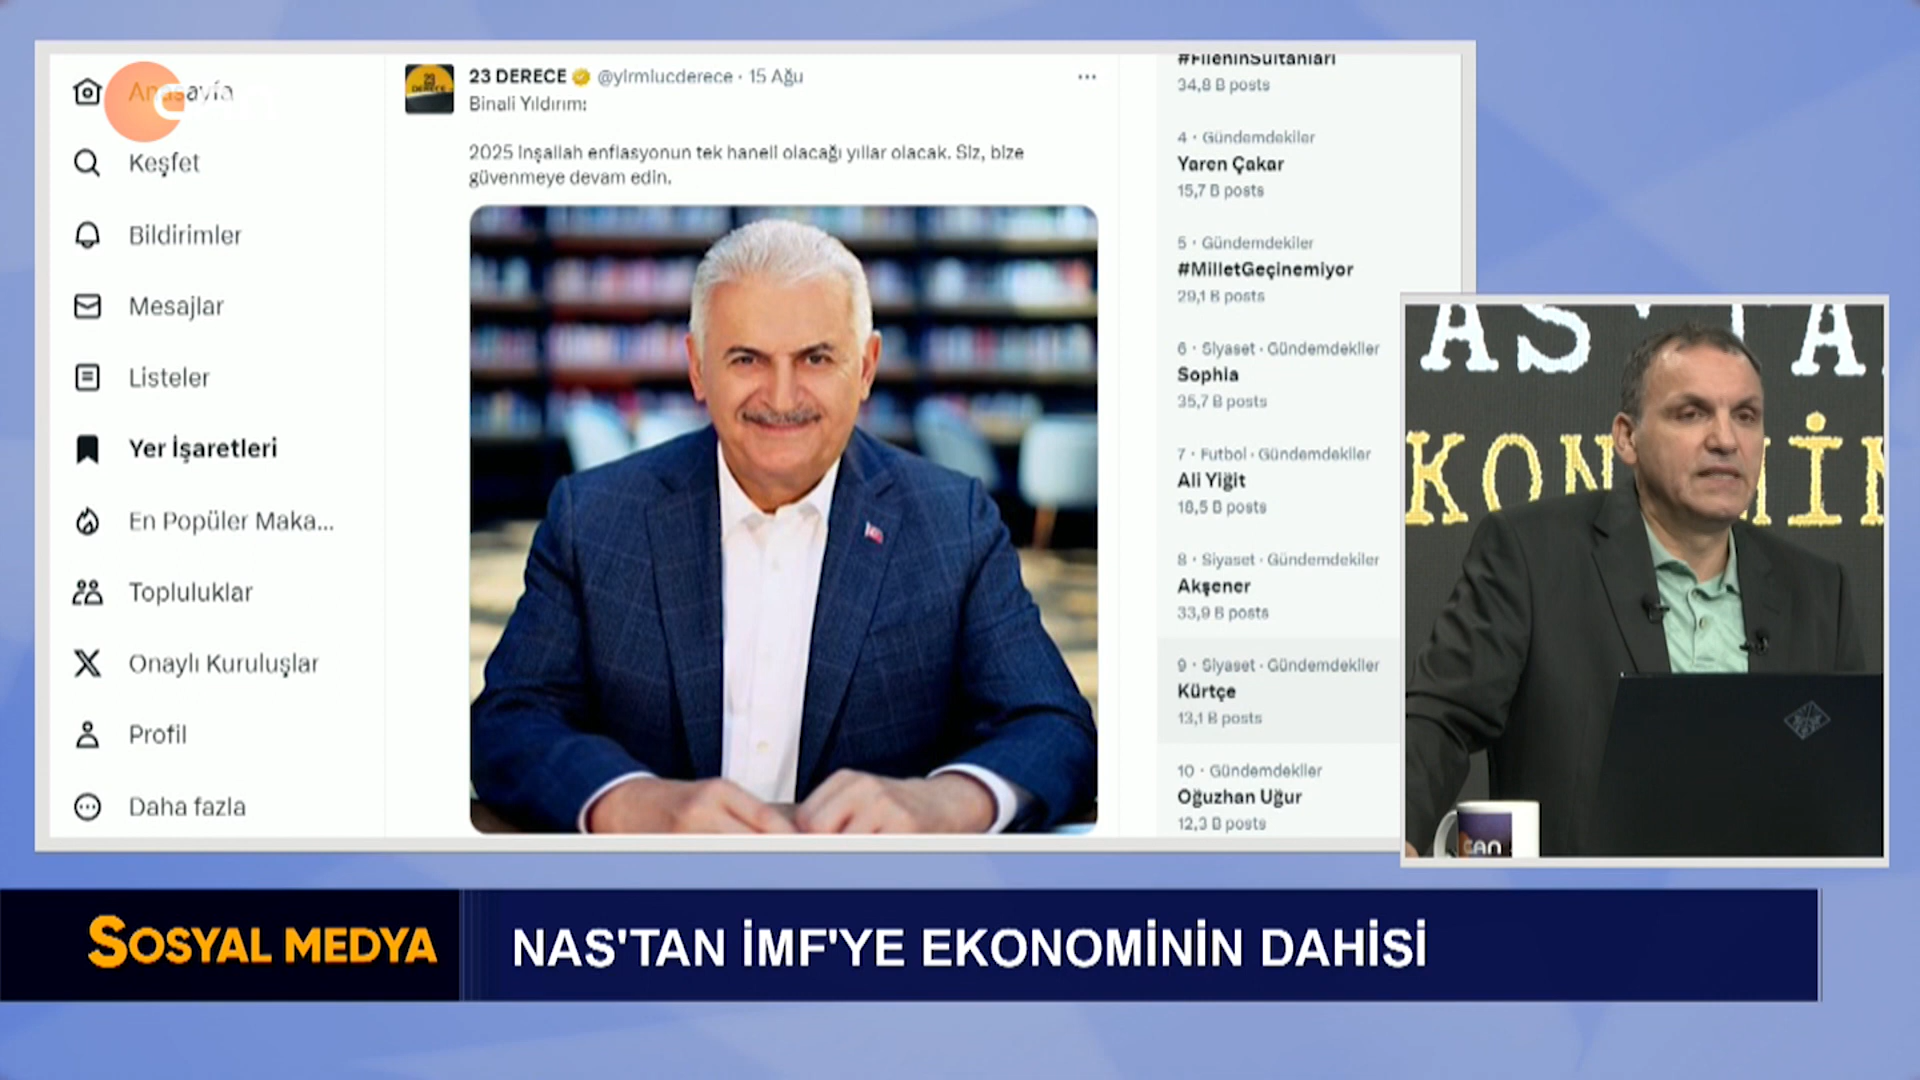 Anasayfa
Keşfet
Bildirimler
Mesajlar
Listeler
Yer İşaretleri
En Popüler Maka...
Topluluklar
Onaylı Kuruluşlar
Profil
Daha fazla
23 DERECE @yirmiucderece · 15 Ağu
Binali Yıldırım:
2025 inşallah enflasyonun tek haneli olacağı yıllar olacak. Siz, bize
güvenmeye devam edin.
#FileninSultanları
34,8 B posts
4 · Gündemdekiler
Yaren Çakar
15,7 B posts
5 · Gündemdekiler
#MilletGeçinemiyor
29,1 B posts
6 · Siyaset · Gündemdekiler
Sophia
35,7 B posts
7 · Futbol · Gündemdekiler
Ali Yiğit
18,5 B posts
8 · Siyaset · Gündemdekiler
Akşener
33,9 B posts
9 · Siyaset · Gündemdekiler
Kürtçe
13,1 B posts
10 · Gündemdekiler
Oğuzhan Uğur
12,3 B posts
CAN
SOSYAL MEDYA
NAS'TAN İMF'YE EKONOMİNİN DAHİSİ